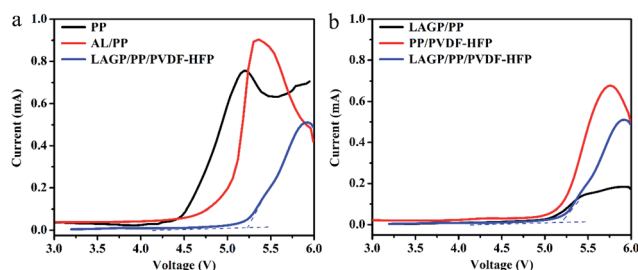 a
PP
AL/PP
LAGP/PP/PVDF-HFP
Current (mA)
1.0
0.8
0.6
0.4
0.2
0.0
3.0 3.5 4.0 4.5 5.0 5.5 6.0
Voltage (V)
b
LAGP/PP
PP/PVDF-HFP
LAGP/PP/PVDF-HFP
Current (mA)
1.0
0.8
0.6
0.4
0.2
0.0
3.0 3.5 4.0 4.5 5.0 5.5 6.0
Voltage (V)